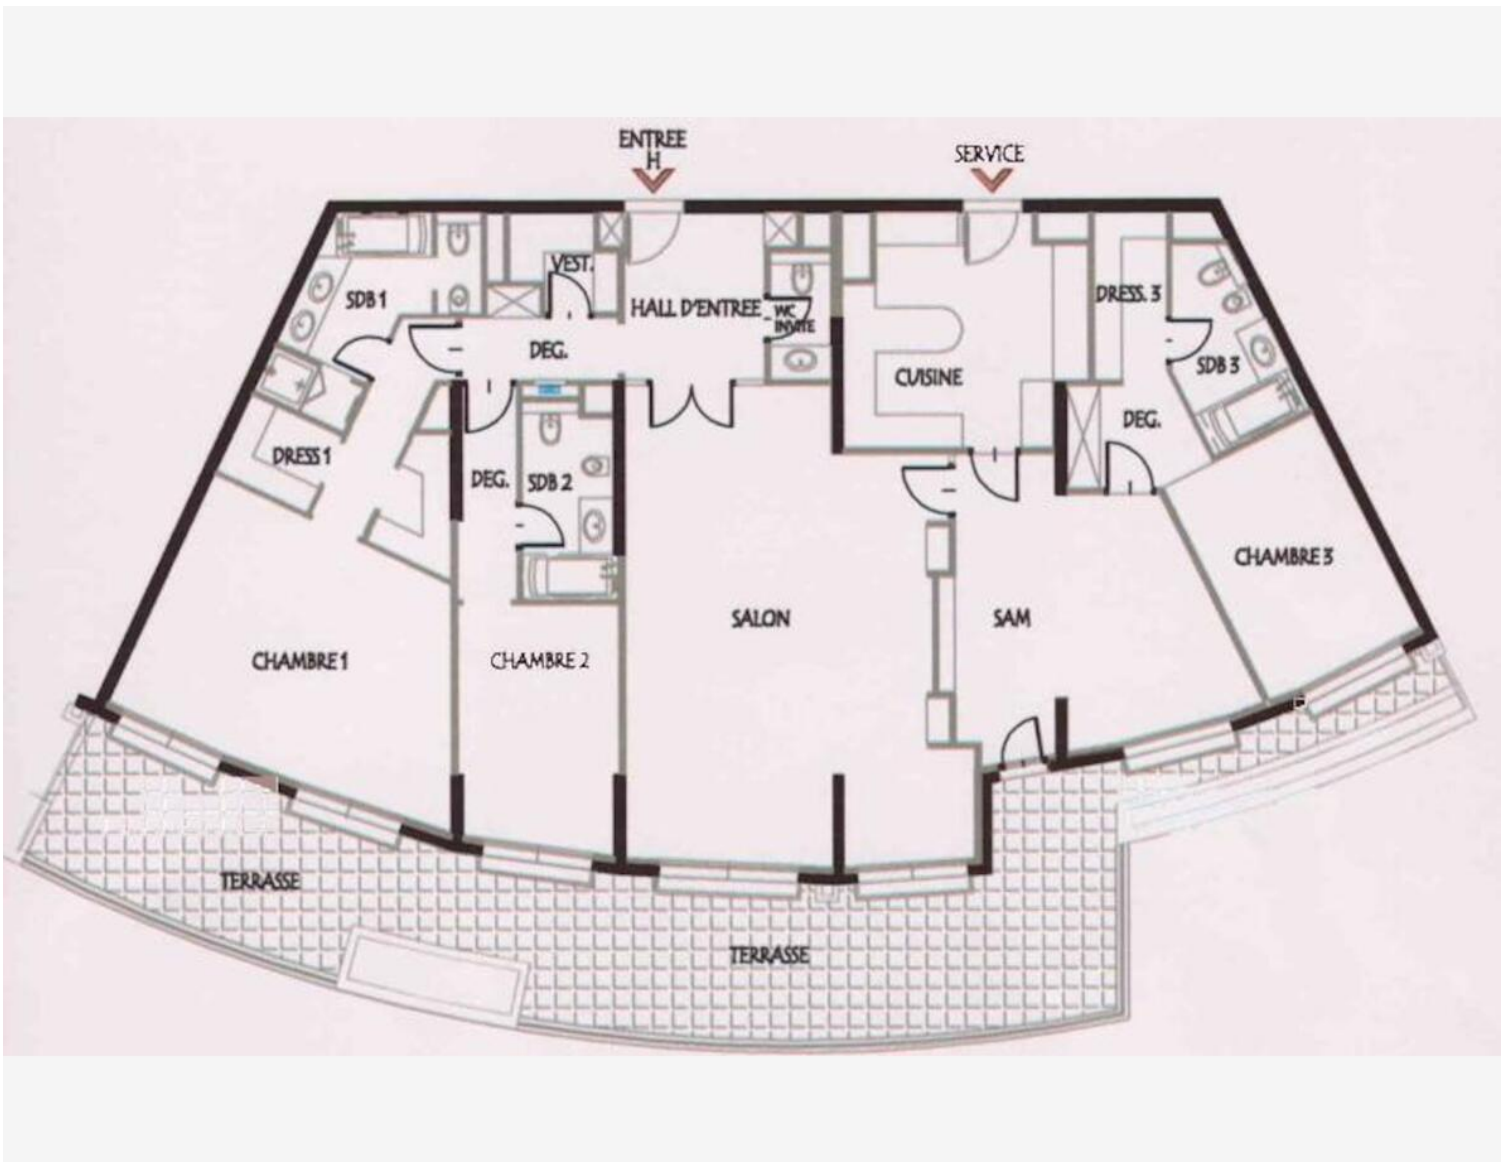 ENTREE
H
SERVICE
VEST.
SDB 1
HALL D'ENTREE
WC
INVITE
DRESS. 3
DEG.
CUISINE
SDB 3
DEG.
DRESS 1
DEG.
SDB 2
CHAMBRE 3
SALON
SAM
CHAMBRE 1
CHAMBRE 2
TERRASSE
TERRASSE